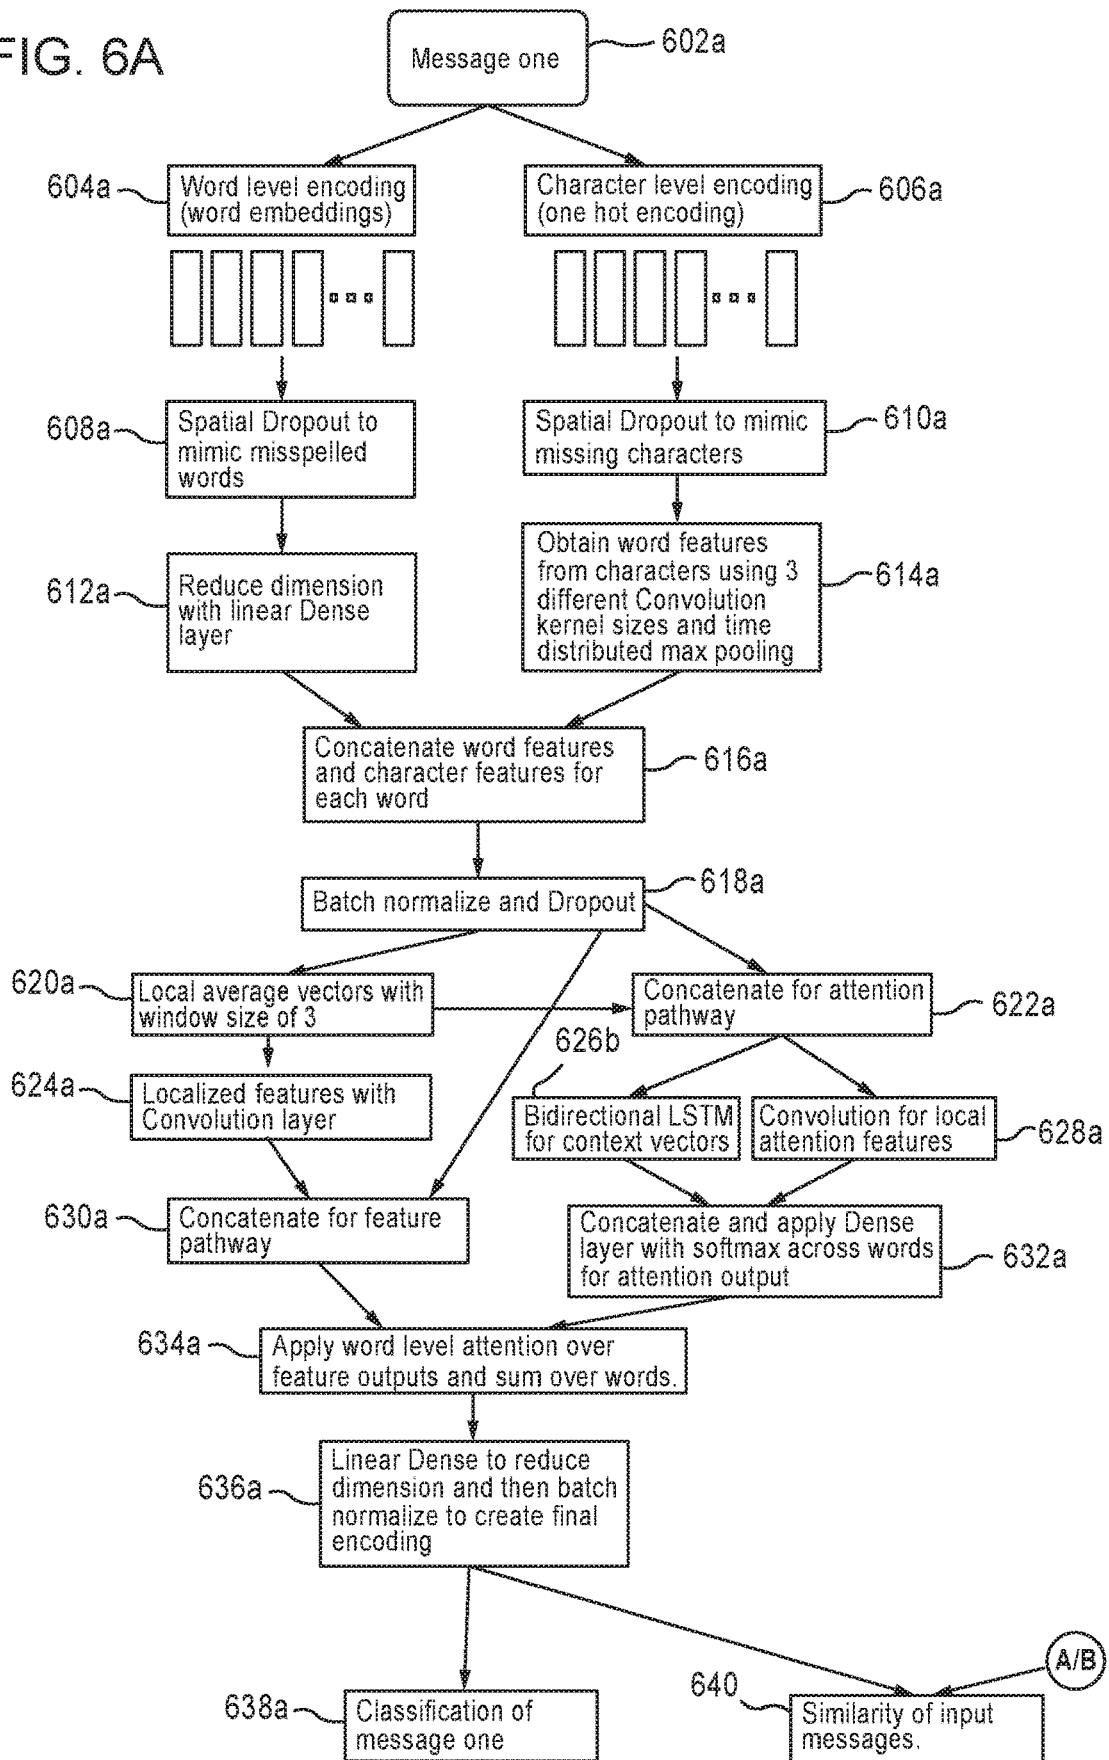 FIG. 6A
Message one
602a
604a
Word level encoding
(word embeddings)
Character level encoding
(one hot encoding)
606a
608a
Spatial Dropout to
mimic misspelled
words
Spatial Dropout to mimic
missing characters
610a
612a
Reduce dimension
with linear Dense
layer
Obtain word features
from characters using 3
different Convolution
kernel sizes and time
distributed max pooling
614a
Concatenate word features
and character features for
each word
616a
Batch normalize and Dropout
618a
620a
Local average vectors with
window size of 3
Concatenate for attention
pathway
622a
624a
Localized features with
Convolution layer
626b
Bidirectional LSTM
for context vectors
Convolution for local
attention features
628a
630a
Concatenate for feature
pathway
Concatenate and apply Dense
layer with softmax across words
for attention output
632a
634a
Apply word level attention over
feature outputs and sum over words.
636a
Linear Dense to reduce
dimension and then batch
normalize to create final
encoding
A/B
638a
Classification of
message one
640
Similarity of input
messages.